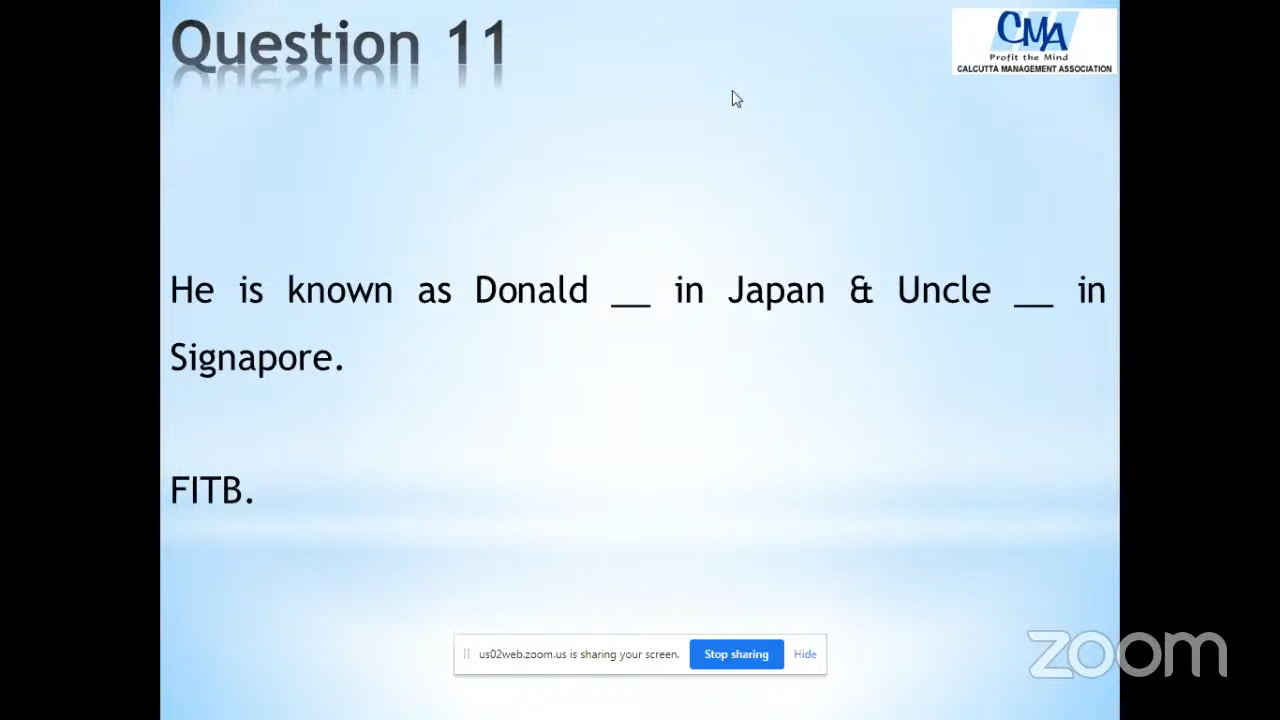 Question 11
CMA
Profit the Mind
CALCUTTA MANAGEMENT ASSOCIATION
He is known as Donald __ in Japan & Uncle __ in
Signapore.
FITB.
us02web.zoom.us is sharing your screen. Stop sharing Hide
zoom